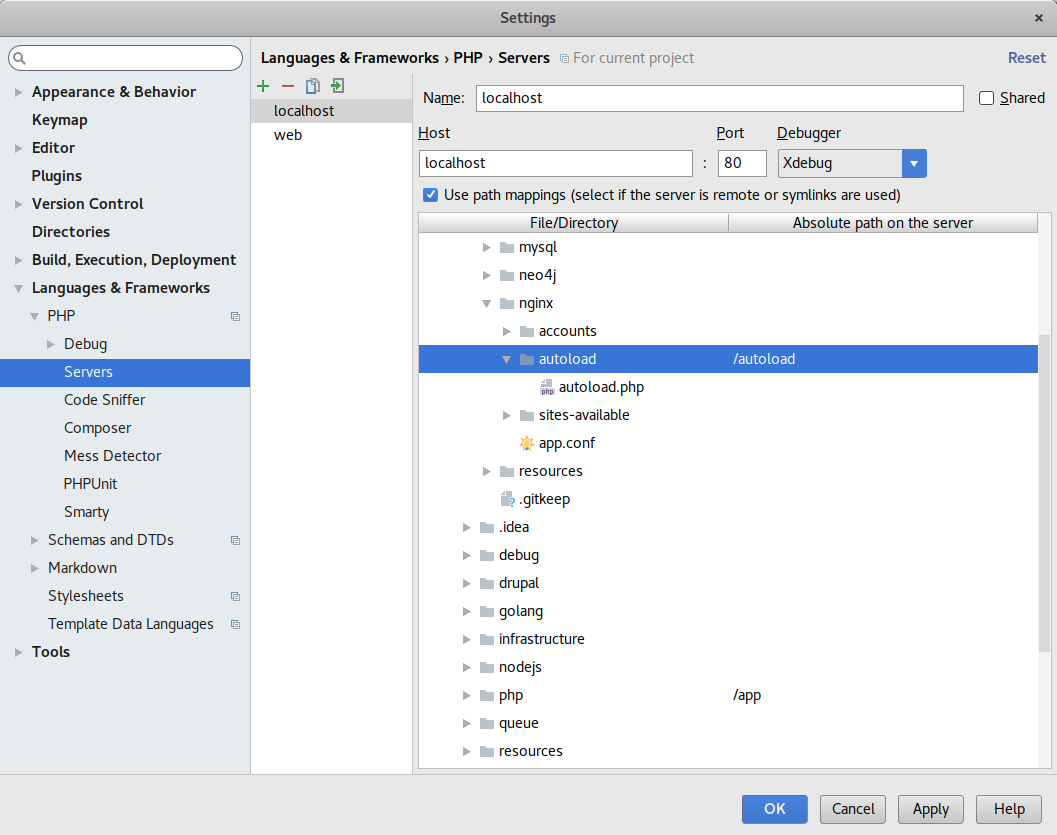 Settings
Appearance & Behavior
Keymap
Editor
Plugins
Version Control
Directories
Build, Execution, Deployment
Languages & Frameworks
PHP
Debug
Servers
Code Sniffer
Composer
Mess Detector
PHPUnit
Smarty
Schemas and DTDs
Markdown
Stylesheets
Template Data Languages
Tools
Languages & Frameworks › PHP › Servers For current project Reset
localhost
web
Name: localhost Shared
Host Port Debugger
localhost : 80 Xdebug
Use path mappings (select if the server is remote or symlinks are used)
File/Directory Absolute path on the server
mysql
neo4j
nginx
accounts
autoload /autoload
php autoload.php
sites-available
app.conf
resources
.gitkeep
.idea
debug
drupal
golang
infrastructure
nodejs
php /app
queue
resources
OK Cancel Apply Help